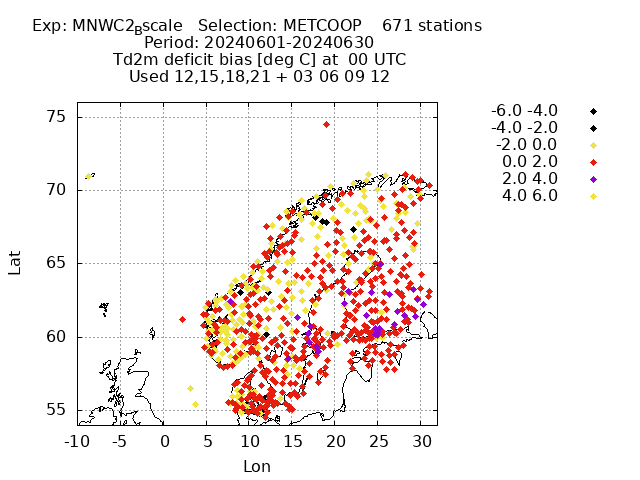 Exp: MNWC2_Bscale   Selection: METCOOP    671 stations
Period: 20240601-20240630
Td2m deficit bias [deg C] at  00 UTC
Used 12,15,18,21 + 03 06 09 12
-6.0 -4.0
-4.0 -2.0
-2.0 0.0
0.0 2.0
2.0 4.0
4.0 6.0
75
70
65
60
55
Lat
-10 -5 0 5 10 15 20 25 30
Lon